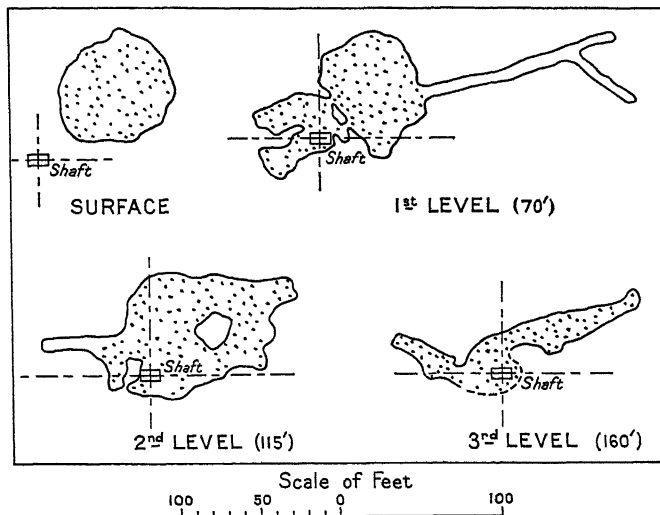 Shaft
SURFACE
Shaft
1st LEVEL (70')
Shaft
2nd LEVEL (115')
Shaft
3rd LEVEL (160')
Scale of Feet
100 50 0 100